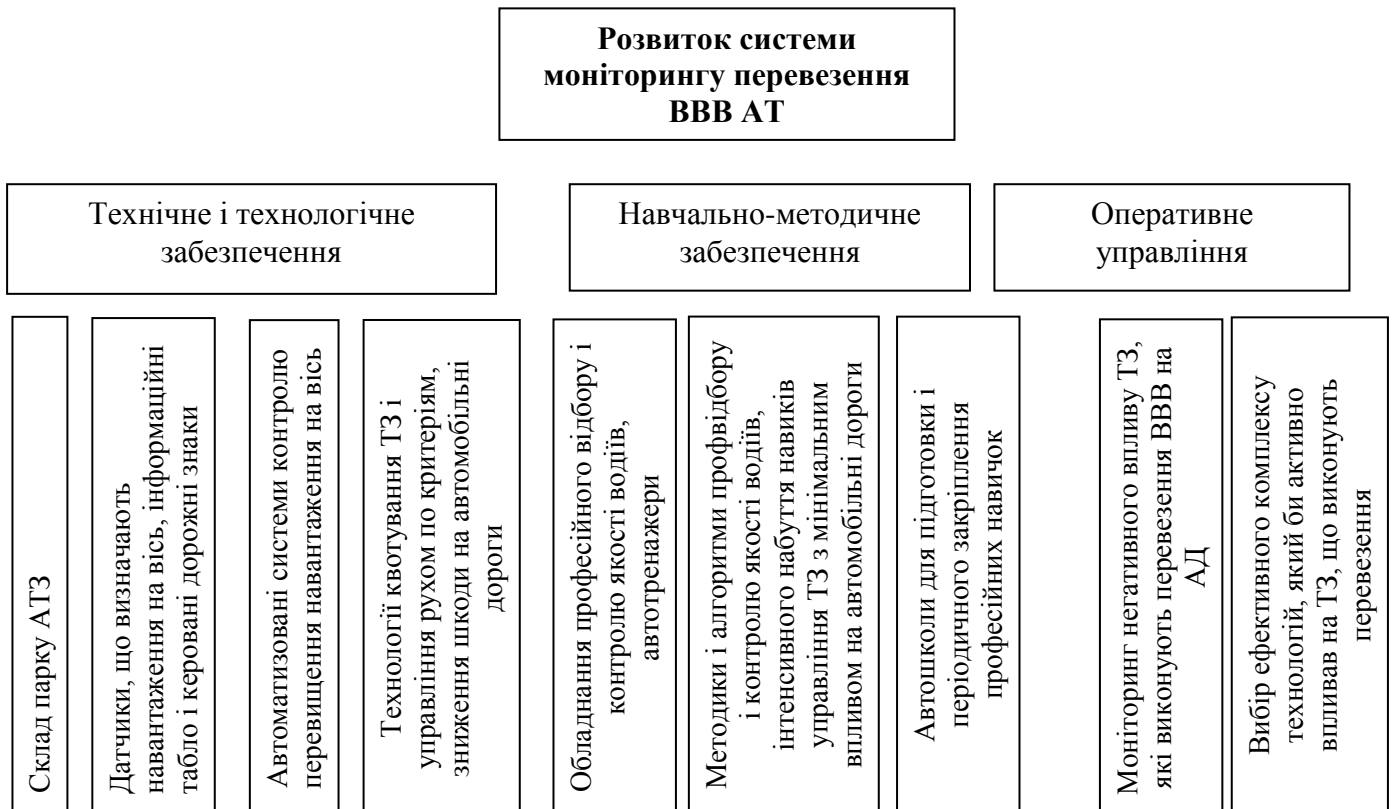 Розвиток системи
моніторингу перевезення
ВВВ АТ
Технічне і технологічне
забезпечення
Навчально-методичне
забезпечення
Оперативне
управління
Склад парку АТЗ
Датчики, що визначають
навантаження на вісь, інформаційні
табло і керовані дорожні знаки
Автоматизовані системи контролю
перевищення навантаження на вісь
Технології квотування ТЗ і
управління рухом по критеріям,
зниження шкоди на автомобільні
дороги
Обладнання професійного відбору і
контролю якості водіїв,
автотренажери
Методики і алгоритми профвідбору
і контролю якості водіїв,
інтенсивного набуття навиків
управління ТЗ з мінімальним
впливом на автомобільні дороги
Автошколи для підготовки і
періодичного закріплення
професійних навичок
Моніторинг негативного впливу ТЗ,
які виконують перевезення ВВВ на
АД
Вибір ефективного комплексу
технологій, який би активно
впливав на ТЗ, що виконують
перевезення